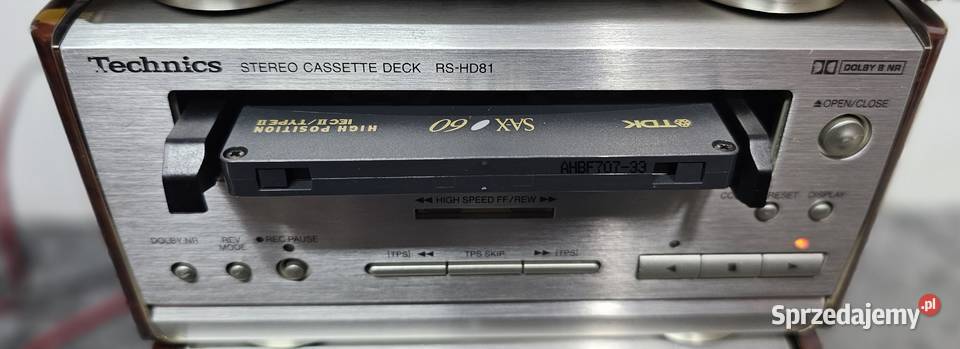 Technics STEREO CASSETTE DECK RS-HD81
DOLBY B NR
OPEN/CLOSE
TDK SAX 60 HIGH POSITION
IEC II / TYPE II
AHBF707-33
HIGH SPEED FF/REW
RESET DISPLAY
DOLBY NR REV MODE REC PAUSE
[TPS] TPS SKIP [TPS]
Sprzedajemy.pl